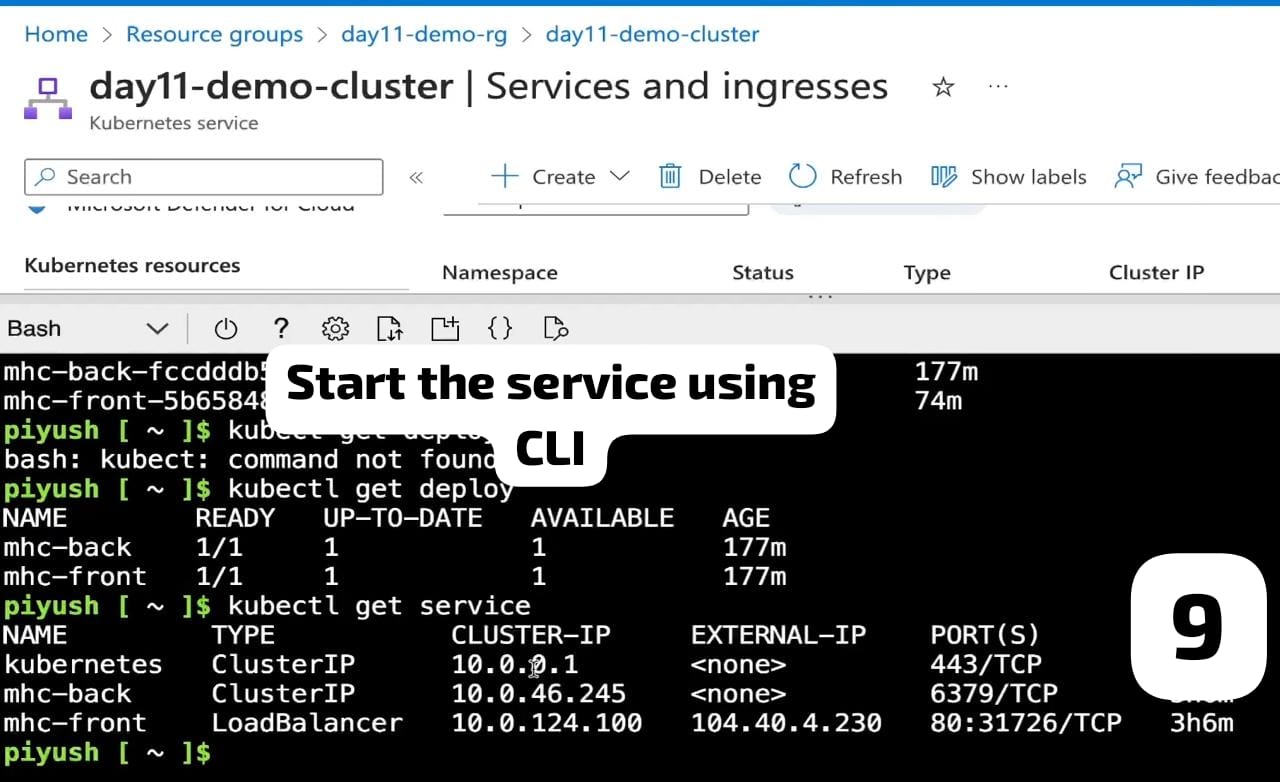 Home > Resource groups > day11-demo-rg > day11-demo-cluster
day11-demo-cluster | Services and ingresses
Kubernetes service
Search
Create Delete Refresh Show labels Give feedbac
Microsoft Defender for Cloud
Kubernetes resources
Namespace Status Type Cluster IP
Bash
mhc-back-fccdddb5 177m
mhc-front-5b6584 74m
Start the service using
CLI
piyush [ ~ ]$ kubect get deploy
bash: kubect: command not found
piyush [ ~ ]$ kubectl get deploy
NAME READY UP-TO-DATE AVAILABLE AGE
mhc-back 1/1 1 1 177m
mhc-front 1/1 1 1 177m
piyush [ ~ ]$ kubectl get service
NAME TYPE CLUSTER-IP EXTERNAL-IP PORT(S)
kubernetes ClusterIP 10.0.0.1 <none> 443/TCP
mhc-back ClusterIP 10.0.46.245 <none> 6379/TCP
mhc-front LoadBalancer 10.0.124.100 104.40.4.230 80:31726/TCP 3h6m
piyush [ ~ ]$
9